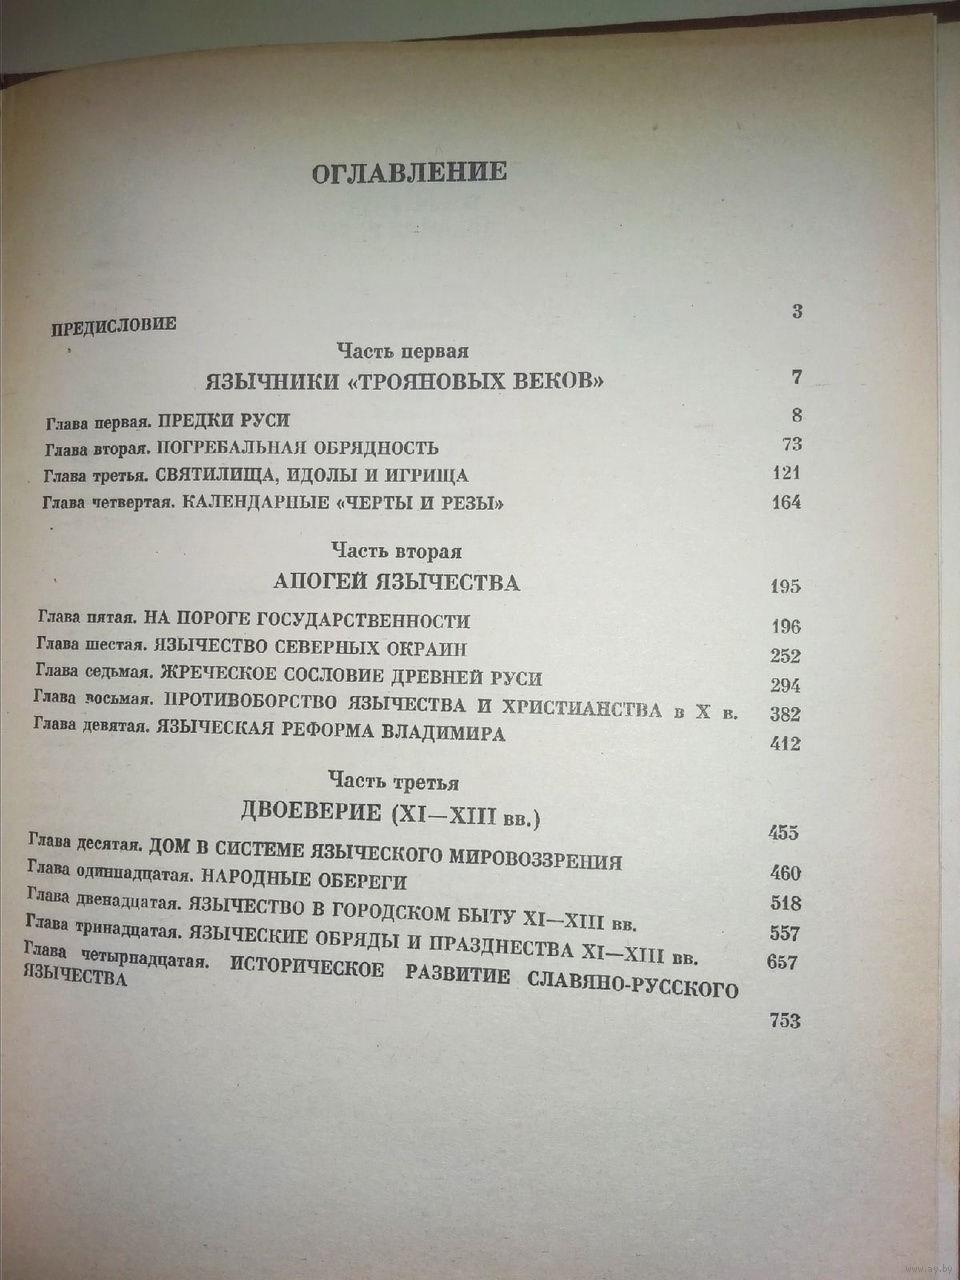 ОГЛАВЛЕНИЕ
ПРЕДИСЛОВИЕ 3
Часть первая
ЯЗЫЧНИКИ «ТРОЯНОВЫХ ВЕКОВ» 7
Глава первая. ПРЕДКИ РУСИ 8
Глава вторая. ПОГРЕБАЛЬНАЯ ОБРЯДНОСТЬ 73
Глава третья. СВЯТИЛИЩА, ИДОЛЫ И ИГРИЩА 121
Глава четвертая. КАЛЕНДАРНЫЕ «ЧЕРТЫ И РЕЗЫ» 164
Часть вторая
АПОГЕЙ ЯЗЫЧЕСТВА 195
Глава пятая. НА ПОРОГЕ ГОСУДАРСТВЕННОСТИ 196
Глава шестая. ЯЗЫЧЕСТВО СЕВЕРНЫХ ОКРАИН 252
Глава седьмая. ЖРЕЧЕСКОЕ СОСЛОВИЕ ДРЕВНЕЙ РУСИ 294
Глава восьмая. ПРОТИВОБОРСТВО ЯЗЫЧЕСТВА И ХРИСТИАНСТВА в X в. 382
Глава девятая. ЯЗЫЧЕСКАЯ РЕФОРМА ВЛАДИМИРА 412
Часть третья
ДВОЕВЕРИЕ (XI—XIII вв.) 455
Глава десятая. ДОМ В СИСТЕМЕ ЯЗЫЧЕСКОГО МИРОВОЗЗРЕНИЯ 460
Глава одиннадцатая. НАРОДНЫЕ ОБЕРЕГИ 518
Глава двенадцатая. ЯЗЫЧЕСТВО В ГОРОДСКОМ БЫТУ XI—XIII вв. 557
Глава тринадцатая. ЯЗЫЧЕСКИЕ ОБРЯДЫ И ПРАЗДНЕСТВА XI—XIII вв. 657
Глава четырнадцатая. ИСТОРИЧЕСКОЕ РАЗВИТИЕ СЛАВЯНО-РУССКОГО
ЯЗЫЧЕСТВА 753
www.ay.by